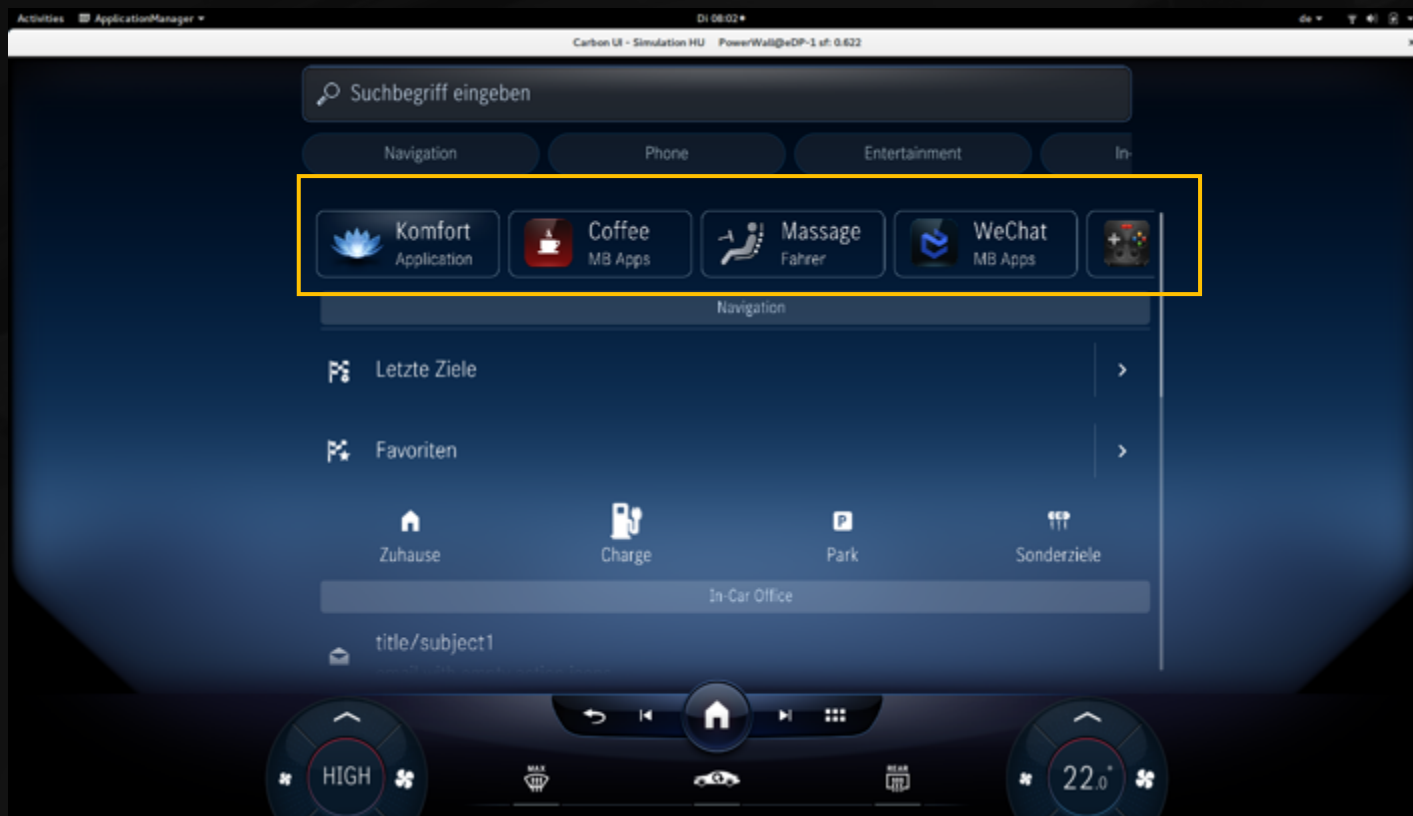 Activities ApplicationManager Di 08:02 de
Carbon UI - Simulation HU PowerWall@eDP-1 sf: 0.622
Suchbegriff eingeben
Navigation Phone Entertainment In-
Komfort Coffee Massage WeChat
Application MB Apps Fahrer MB Apps
Navigation
Letzte Ziele
Favoriten
P
Zuhause Charge Park Sonderziele
In-Car Office
title/subject1
MAX REAR
HIGH 22.0°